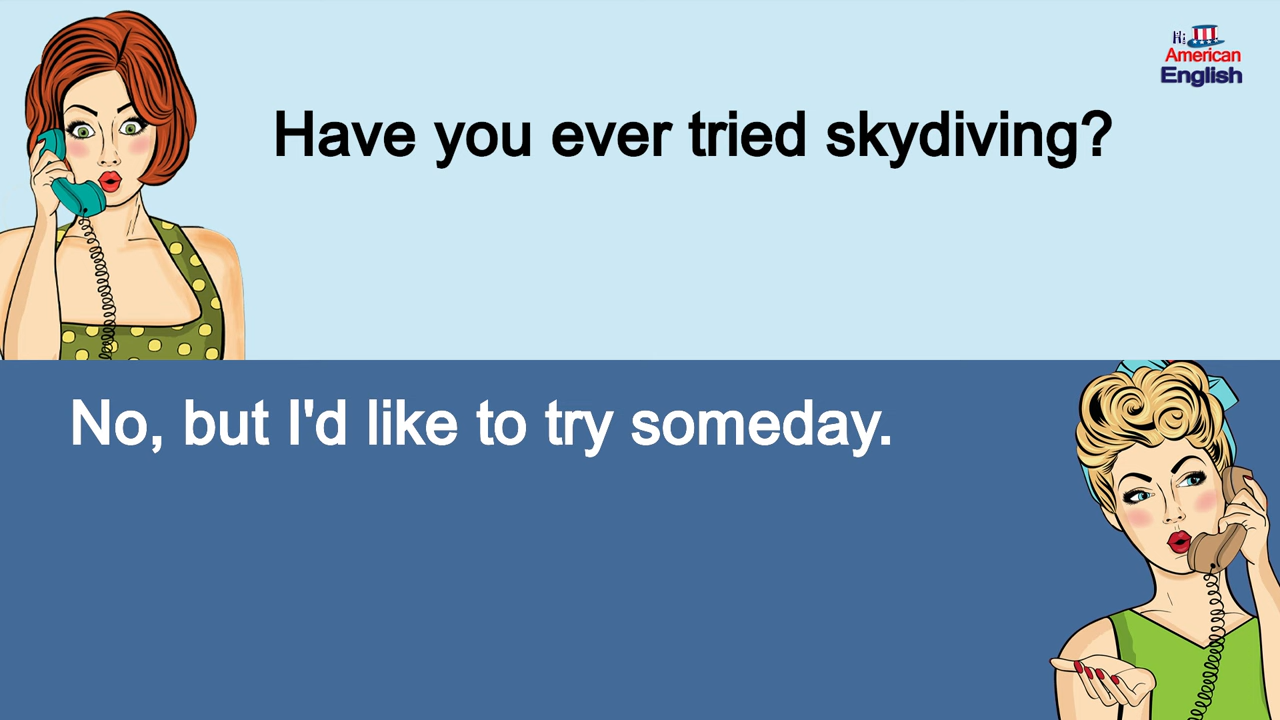 Hi
American
English
Have you ever tried skydiving?
No, but I'd like to try someday.